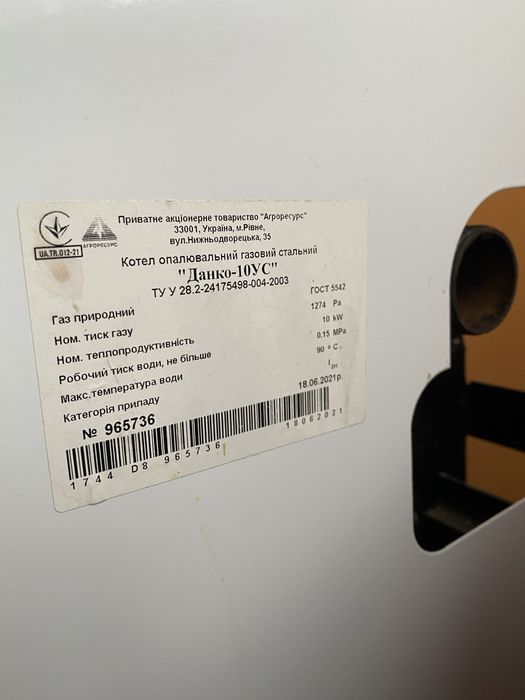 UA.TR.012-21
АГРОРЕСУРС
Приватне акціонерне товариство "Агроресурс"
33001, Україна, м.Рівне,
вул.Нижньодворецька, 35
Котел опалювальний газовий стальний
"Данко-10УС"
ТУ У 28.2-24175498-004-2003
Газ природний ГОСТ 5542
Ном. тиск газу 1274 Pa
Ном. теплопродуктивність 10 kW
Робочий тиск води, не більше 0,15 MPa
Макс.температура води 90 °C
Категорія приладу I2H
№ 965736 18.06.2021р.
1744 D8 965736 18062021